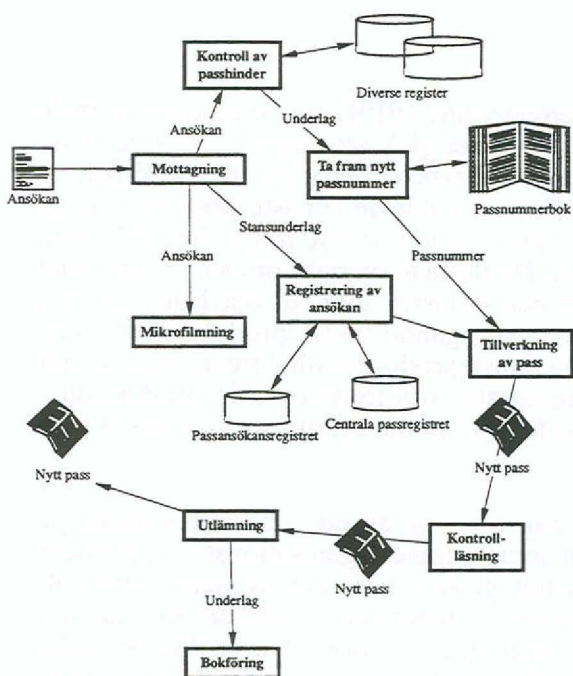 Kontroll av
passhinder
Diverse register
Ansökan
Underlag
Ansökan
Mottagning
Ta fram nytt
passnummer
Passnummerbok
Stansunderlag
Ansökan
Passnummer
Registrering av
ansökan
Mikrofilmning
Tillverkning
av pass
Passansökansregistret
Centrala passregistret
Nytt pass
Nytt pass
Utlämning
Kontroll-
läsning
Nytt pass
Underlag
Bokföring